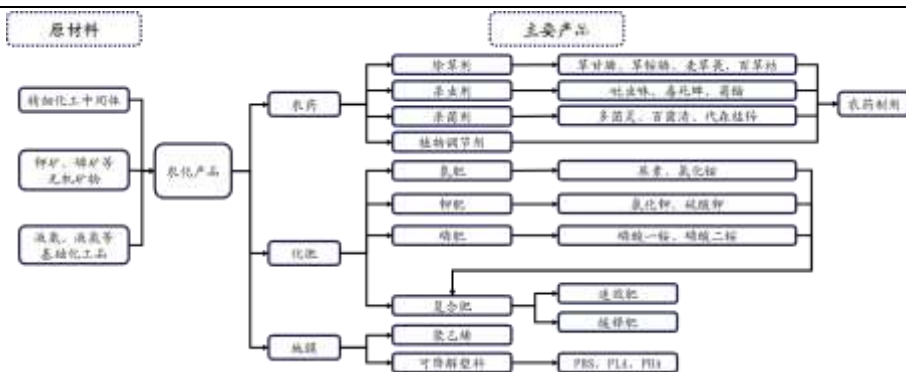 原材料
主要产品
精细化工中间体
钾矿、磷矿等
无机矿物
液氨、液氯等
基础化工品
农化产品
农药
化肥
地膜
除草剂
杀虫剂
杀菌剂
植物调节剂
草甘膦、草铵膦、麦草畏、百草枯
吡虫啉、毒死蜱、菊酯
多菌灵、百菌清、代森锰锌
农药制剂
氮肥
钾肥
磷肥
尿素、氯化铵
氯化钾、硫酸钾
磷酸一铵、磷酸二铵
复合肥
速效肥
缓释肥
聚乙烯
可降解塑料
PBS、PLA、PHA